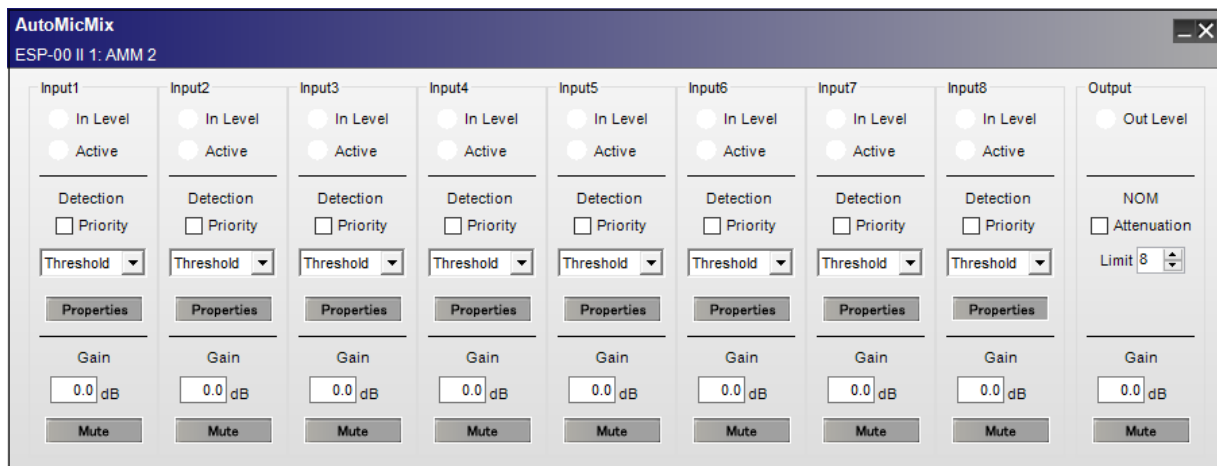 AutoMicMix
ESP-00 II 1: AMM 2
Input1 Input2 Input3 Input4 Input5 Input6 Input7 Input8 Output
In Level In Level In Level In Level In Level In Level In Level In Level Out Level
Active Active Active Active Active Active Active Active
Detection Detection Detection Detection Detection Detection Detection Detection NOM
Priority Priority Priority Priority Priority Priority Priority Priority Attenuation
Threshold Threshold Threshold Threshold Threshold Threshold Threshold Threshold Limit 8
Properties Properties Properties Properties Properties Properties Properties Properties
Gain Gain Gain Gain Gain Gain Gain Gain Gain
0.0 dB 0.0 dB 0.0 dB 0.0 dB 0.0 dB 0.0 dB 0.0 dB 0.0 dB 0.0 dB
Mute Mute Mute Mute Mute Mute Mute Mute Mute